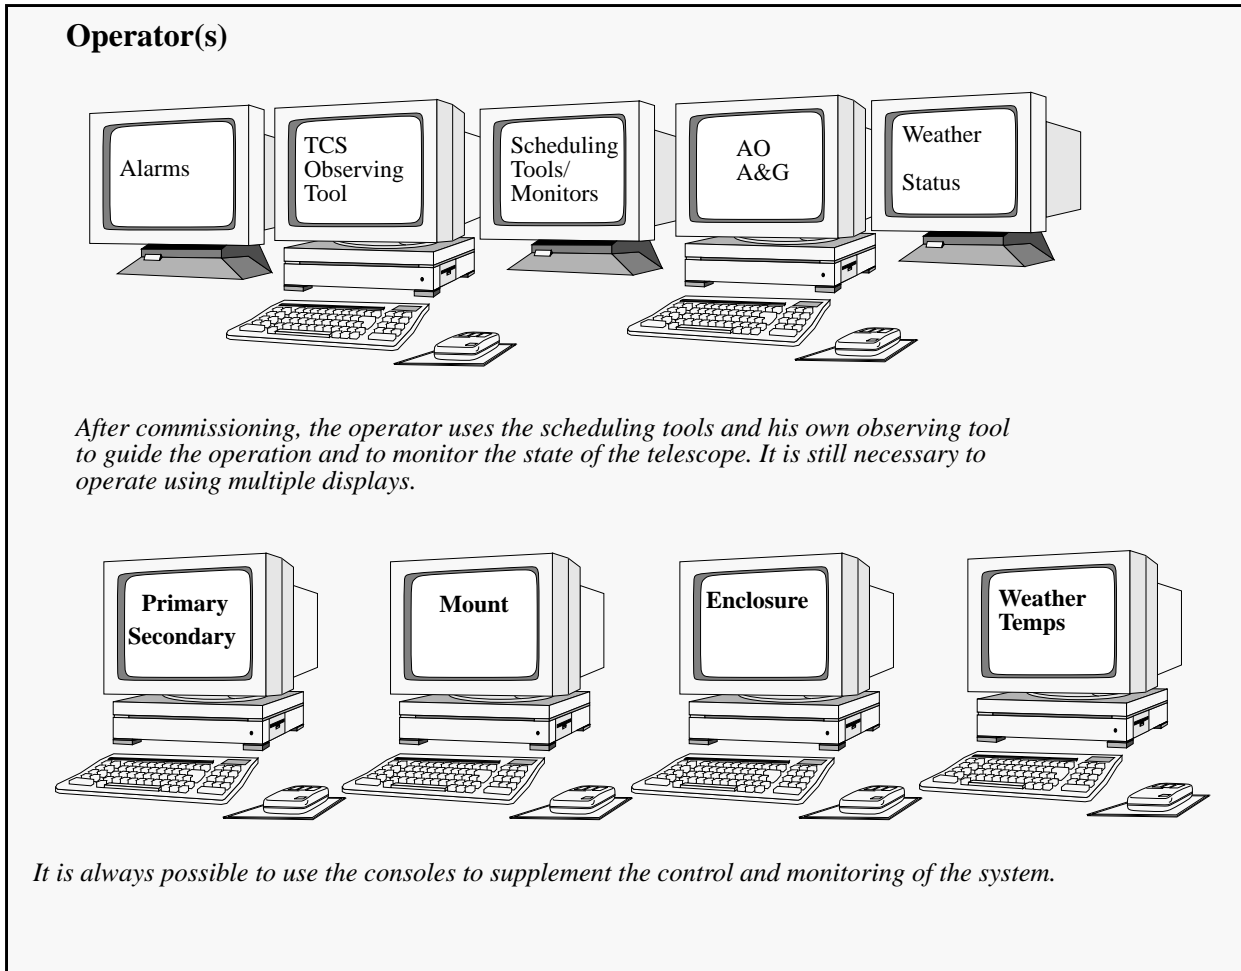 Operator(s)
Alarms
TCS
Observing
Tool
Scheduling
Tools/
Monitors
AO
A&G
Weather
Status
After commissioning, the operator uses the scheduling tools and his own observing tool
to guide the operation and to monitor the state of the telescope. It is still necessary to
operate using multiple displays.
Primary
Secondary
Mount
Enclosure
Weather
Temps
It is always possible to use the consoles to supplement the control and monitoring of the system.